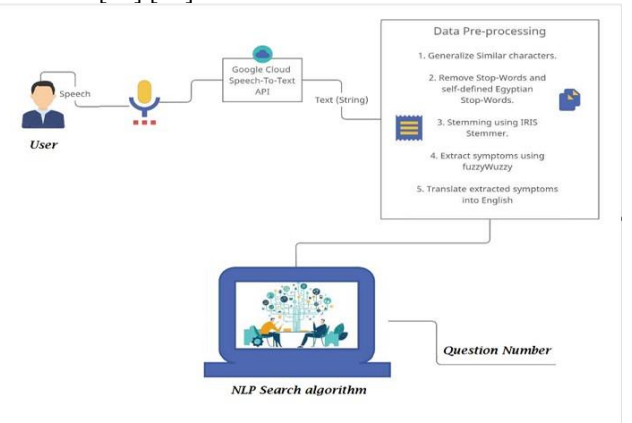 Data Pre-processing
1. Generalize Similar characters.
2. Remove Stop-Words and
self-defined Egyptian
Stop-Words.
3. Stemming using IRIS
Stemmer.
4. Extract symptoms using
fuzzyWuzzy
5. Translate extracted symptoms
into English
Google Cloud
Speech-To-Text
API
Speech
Text (String)
User
Question Number
NLP Search algorithm